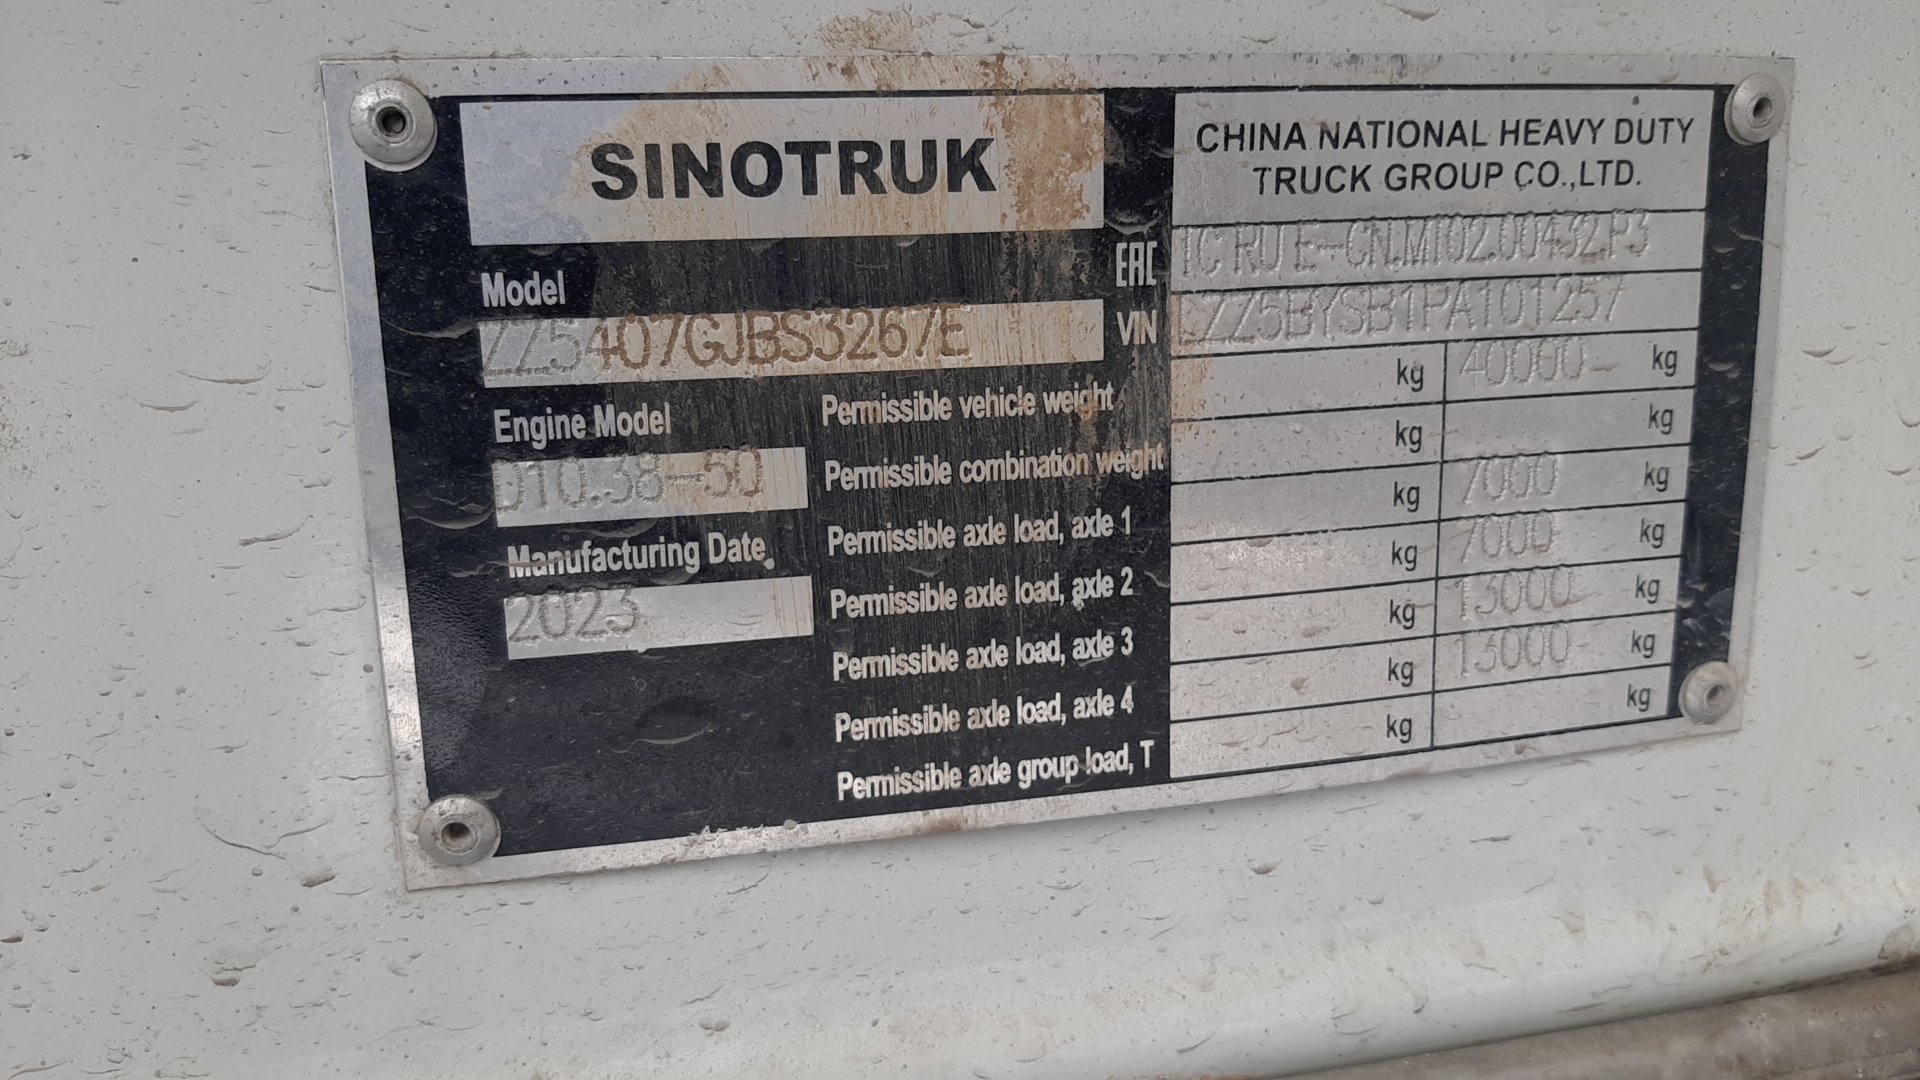 SINOTRUK
CHINA NATIONAL HEAVY DUTY
TRUCK GROUP CO.,LTD.
EAC TC RU E-CN.MT02.00432.P3
VIN LZZ5BYSB1PA101257
Model
ZZ5407GJBS3267E
Engine Model
D10.38-50
Manufacturing Date
2023
Permissible vehicle weight kg 40000 kg
Permissible combination weight kg kg
Permissible axle load, axle 1 kg 7000 kg
Permissible axle load, axle 2 kg 7000 kg
Permissible axle load, axle 3 kg 13000 kg
Permissible axle load, axle 4 kg 13000 kg
Permissible axle group load, T kg kg